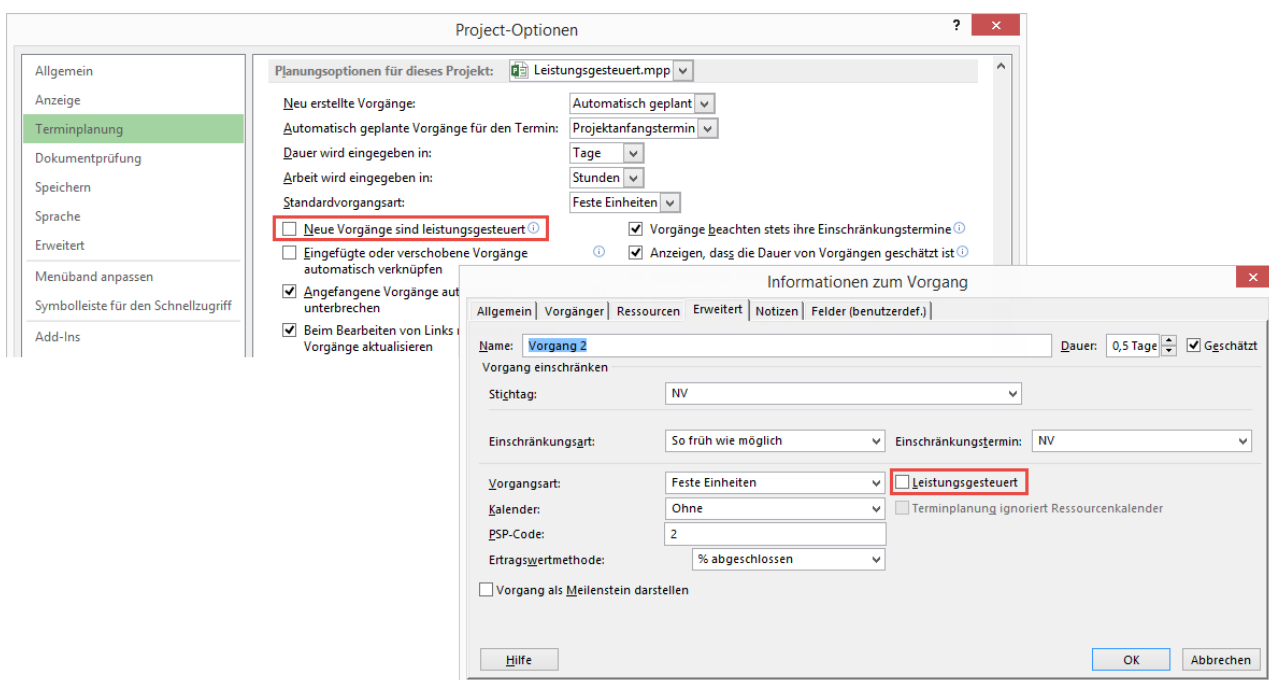 Project-Optionen ?
Allgemein
Anzeige
Terminplanung
Dokumentprüfung
Speichern
Sprache
Erweitert
Menüband anpassen
Symbolleiste für den Schnellzugriff
Add-Ins
Planungsoptionen für dieses Projekt: Leistungsgesteuert.mpp
Neu erstellte Vorgänge: Automatisch geplant
Automatisch geplante Vorgänge für den Termin: Projektanfangstermin
Dauer wird eingegeben in: Tage
Arbeit wird eingegeben in: Stunden
Standardvorgangsart: Feste Einheiten
Neue Vorgänge sind leistungsgesteuert
Vorgänge beachten stets ihre Einschränkungstermine
Eingefügte oder verschobene Vorgänge
automatisch verknüpfen
Anzeigen, dass die Dauer von Vorgängen geschätzt ist
Angefangene Vorgänge aut
unterbrechen
Beim Bearbeiten von Links
Vorgänge aktualisieren
Informationen zum Vorgang
Allgemein Vorgänger Ressourcen Erweitert Notizen Felder (benutzerdef.)
Name: Vorgang 2 Dauer: 0,5 Tage Geschätzt
Vorgang einschränken
Stichtag: NV
Einschränkungsart: So früh wie möglich Einschränkungstermin: NV
Vorgangsart: Feste Einheiten Leistungsgesteuert
Kalender: Ohne Terminplanung ignoriert Ressourcenkalender
PSP-Code: 2
Ertragswertmethode: % abgeschlossen
Vorgang als Meilenstein darstellen
Hilfe OK Abbrechen